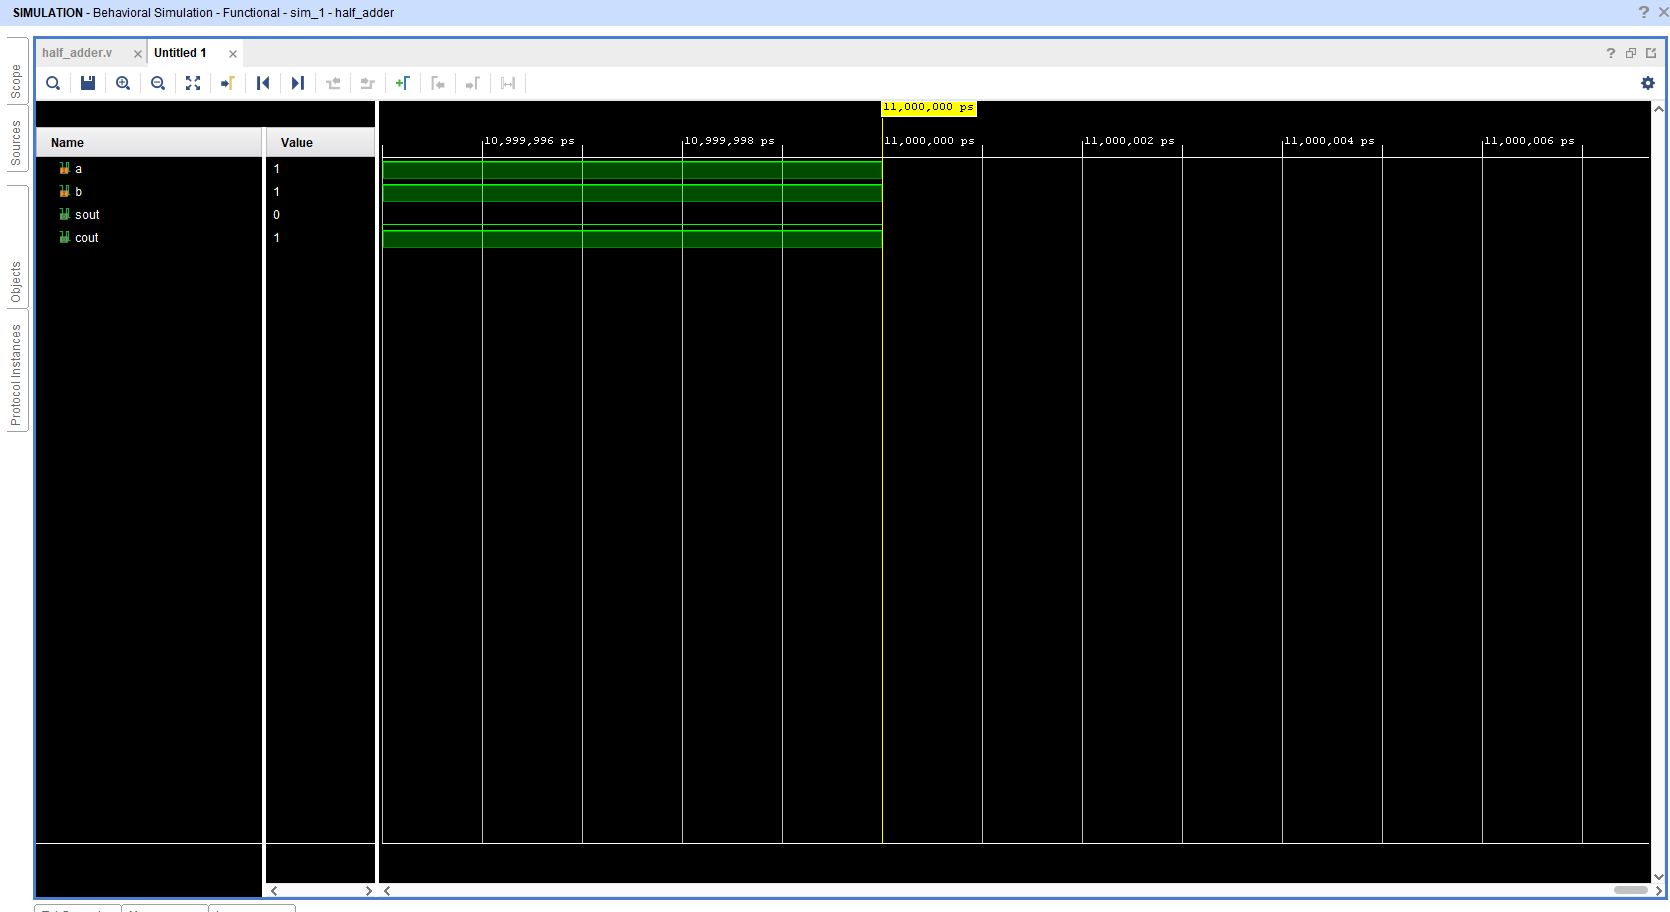 SIMULATION - Behavioral Simulation - Functional - sim_1 - half_adder
half_adder.v
Untitled 1
Scope
Sources
Objects
Protocol Instances
11,000,000 ps
Name
Value
10,999,996 ps
10,999,998 ps
11,000,000 ps
11,000,002 ps
11,000,004 ps
11,000,006 ps
a
1
b
1
sout
0
cout
1